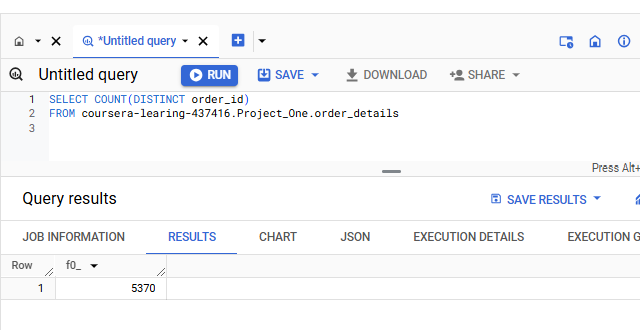 *Untitled query
Untitled query RUN SAVE DOWNLOAD SHARE
1 SELECT COUNT(DISTINCT order_id)
2 FROM coursera-learing-437416.Project_One.order_details
3
Press Alt+
Query results SAVE RESULTS
JOB INFORMATION RESULTS CHART JSON EXECUTION DETAILS EXECUTION G
Row f0_
1 5370